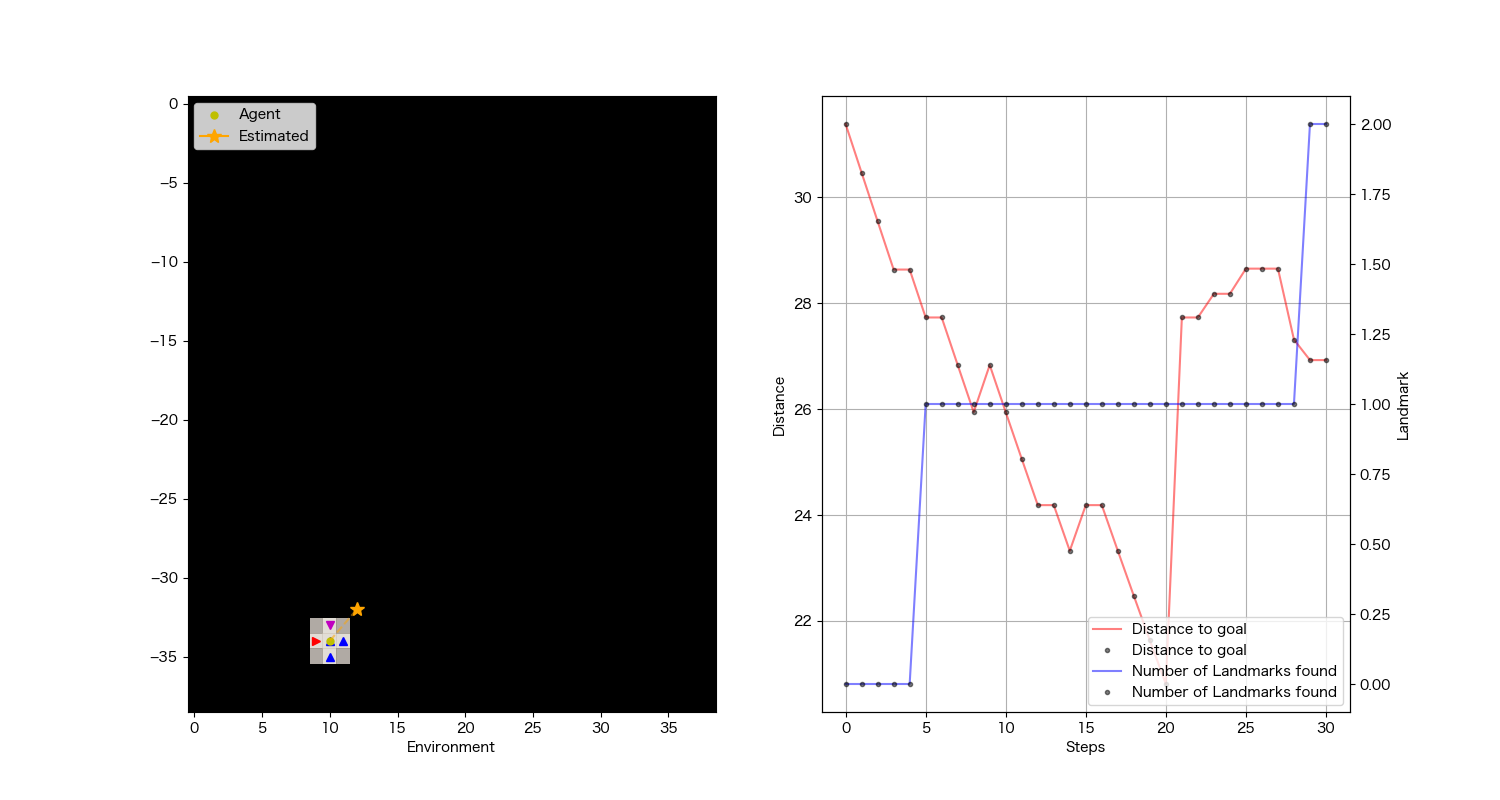 Agent
Estimated
0
−5
−10
−15
−20
−25
−30
−35
0 5 10 15 20 25 30 35
Environment
Distance
30
28
26
24
22
0 5 10 15 20 25 30
Steps
2.00
1.75
1.50
1.25
1.00
0.75
0.50
0.25
0.00
Landmark
Distance to goal
Distance to goal
Number of Landmarks found
Number of Landmarks found